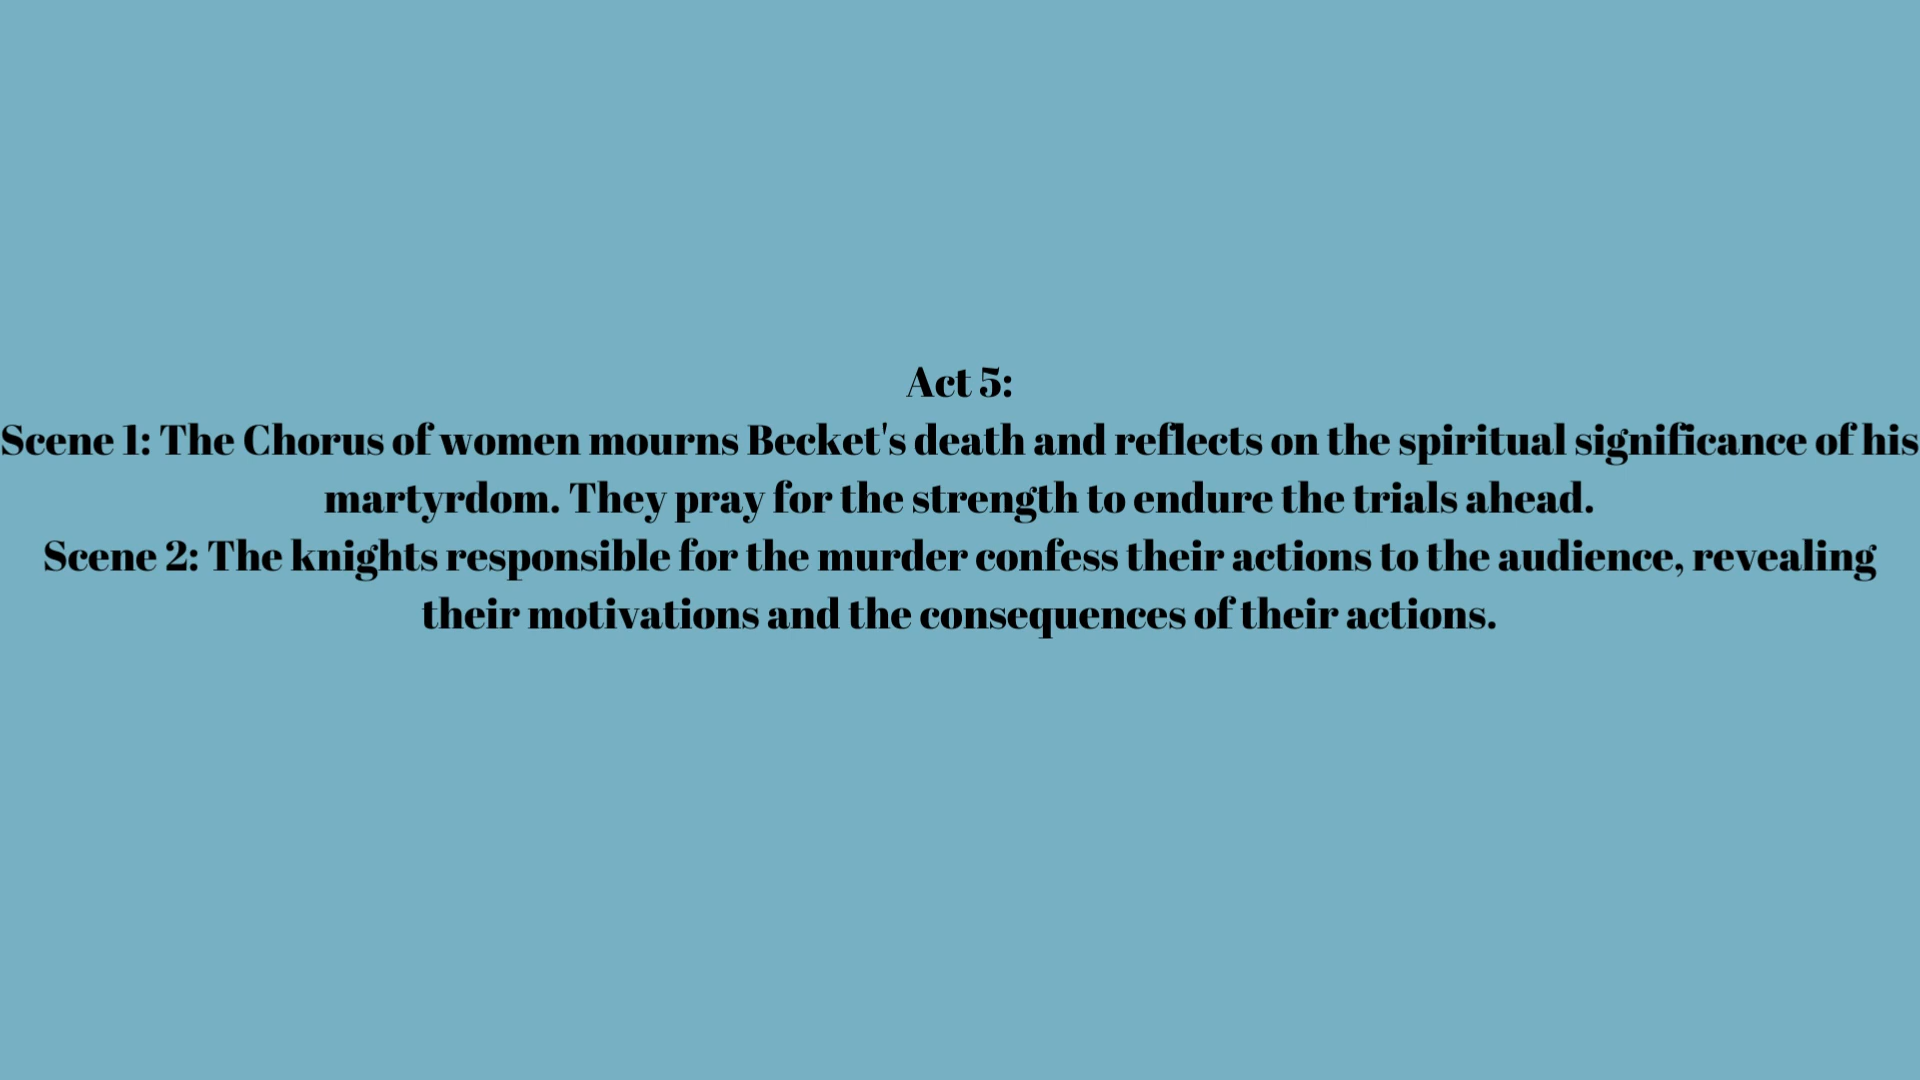 Act 5:
Scene 1: The Chorus of women mourns Becket's death and reflects on the spiritual significance of his
martyrdom. They pray for the strength to endure the trials ahead.
Scene 2: The knights responsible for the murder confess their actions to the audience, revealing
their motivations and the consequences of their actions.